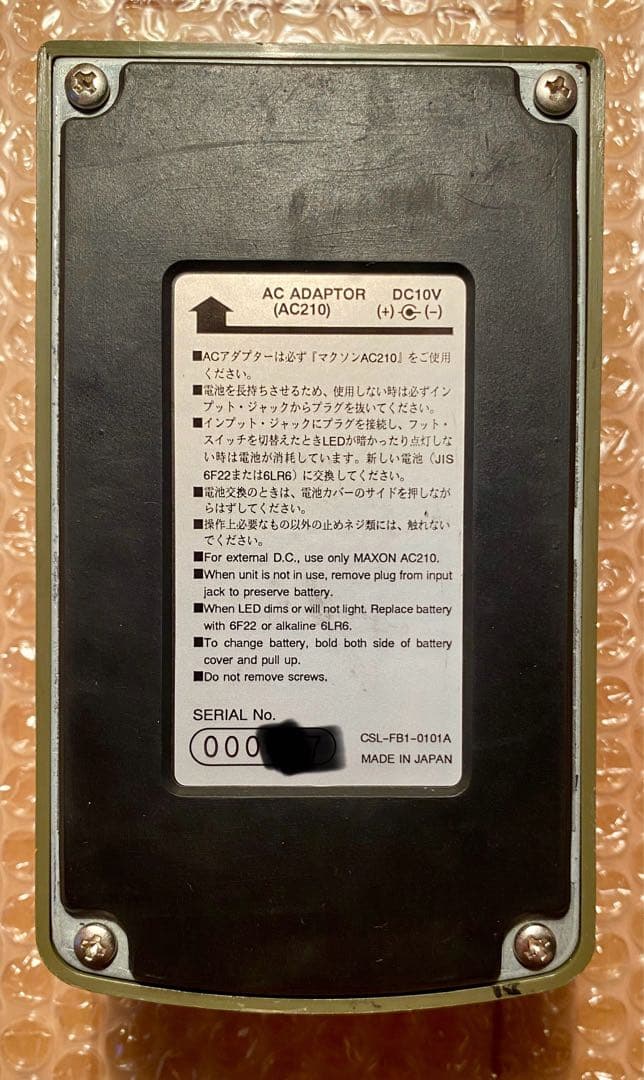 AC ADAPTOR DC10V
(AC210) (+) (-)
■ACアダプターは必ず『マクソンAC210』をご使用
ください。
■電池を長持ちさせるため、使用しない時は必ずイン
プット・ジャックからプラグを抜いてください。
■インプット・ジャックにプラグを接続し、フット・
スイッチを切替えたときLEDが暗かったり点灯しな
い時は電池が消耗しています。新しい電池（JIS
6F22または6LR6）に交換してください。
■電池交換のときは、電池カバーのサイドを押しなが
らはずしてください。
■操作上必要なもの以外の止めネジ類には、触れない
でください。
■For external D.C., use only MAXON AC210.
■When unit is not in use, remove plug from input
jack to preserve battery.
■When LED dims or will not light. Replace battery
with 6F22 or alkaline 6LR6.
■To change battery, bold both side of battery
cover and pull up.
■Do not remove screws.
SERIAL No.
000 7 CSL-FB1-0101A
MADE IN JAPAN